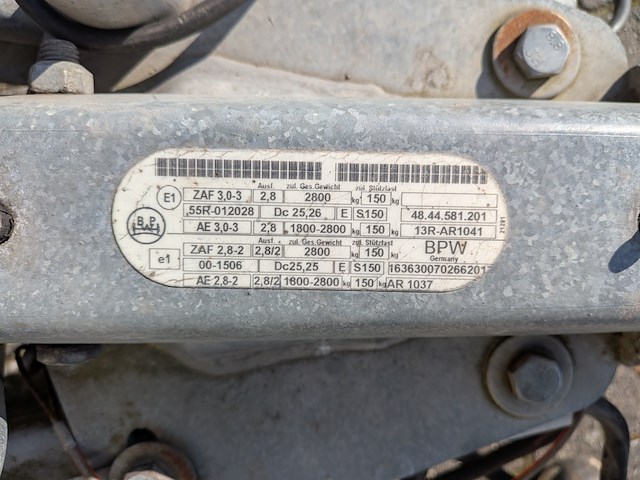 Ausf. zul. Ges.Gewicht zul. Stützlast
E1 ZAF 3,0-3 2,8 2800 kg 150 kg
55R-012028 Dc 25,26 E S150 48.44.581.201
AE 3,0-3 2,8 1800-2800 kg 150 kg 13R-AR1041
BPW
Ausf. zul. Ges.Gewicht zul. Stützlast
e1 ZAF 2,8-2 2,8/2 2800 kg 150 kg BPW
Germany
00-1506 Dc25,25 E S150 163630070266201
AE 2,8-2 2,8/2 1800-2800 kg 150 kg AR 1037